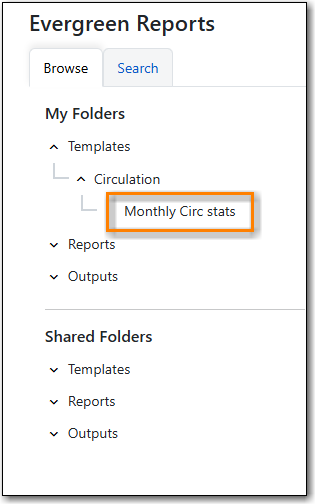 Evergreen Reports
Browse Search
My Folders
Templates
Circulation
Monthly Circ stats
Reports
Outputs
Shared Folders
Templates
Reports
Outputs